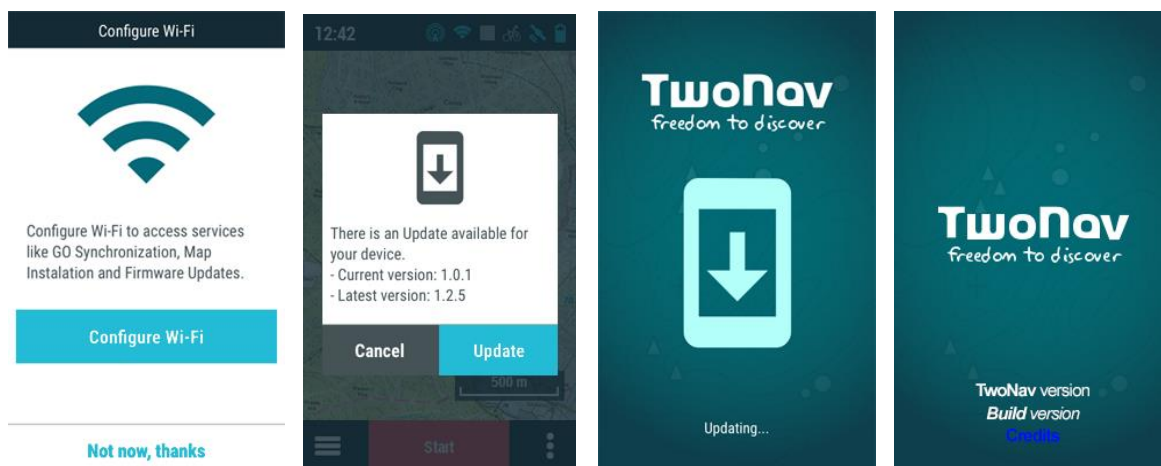 Configure Wi-Fi
Configure Wi-Fi to access services
like GO Synchronization, Map
Instalation and Firmware Updates.
Configure Wi-Fi
Not now, thanks
12:42
There is an Update available for
your device.
- Current version: 1.0.1
- Latest version: 1.2.5
Cancel
Update
500 m
Start
TwoNav
freedom to discover
Updating...
TwoNav
freedom to discover
TwoNav version
Build version
Credits